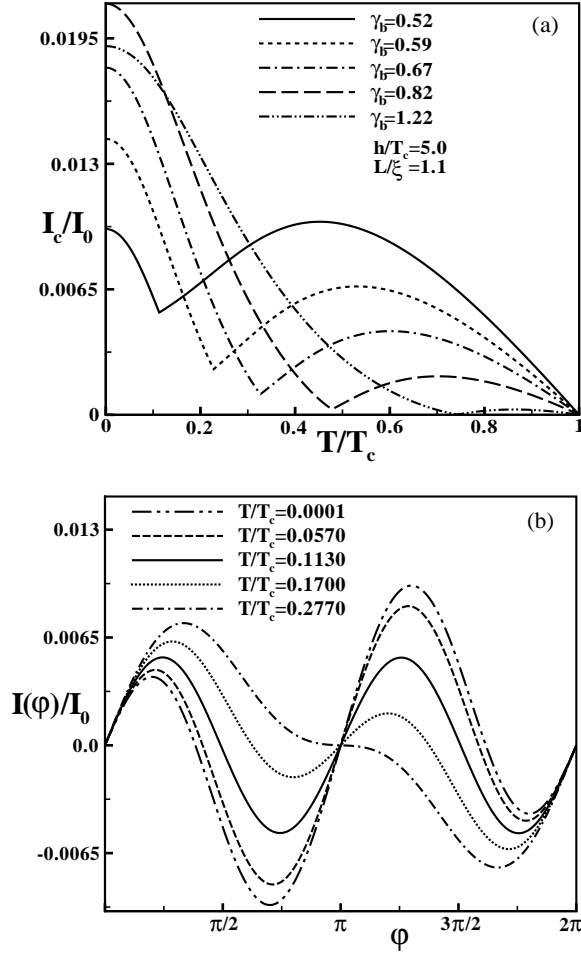 (a)
γb=0.52
γb=0.59
γb=0.67
γb=0.82
γb=1.22
h/Tc=5.0
L/ξ =1.1
0.0195
0.013
Ic/I0
0.0065
0
0 0.2 0.4 0.6 0.8 1
T/Tc
(b)
T/Tc=0.0001
T/Tc=0.0570
T/Tc=0.1130
T/Tc=0.1700
T/Tc=0.2770
0.013
0.0065
I(φ)/I0
0.0
-0.0065
π/2 π 3π/2 2π
φ